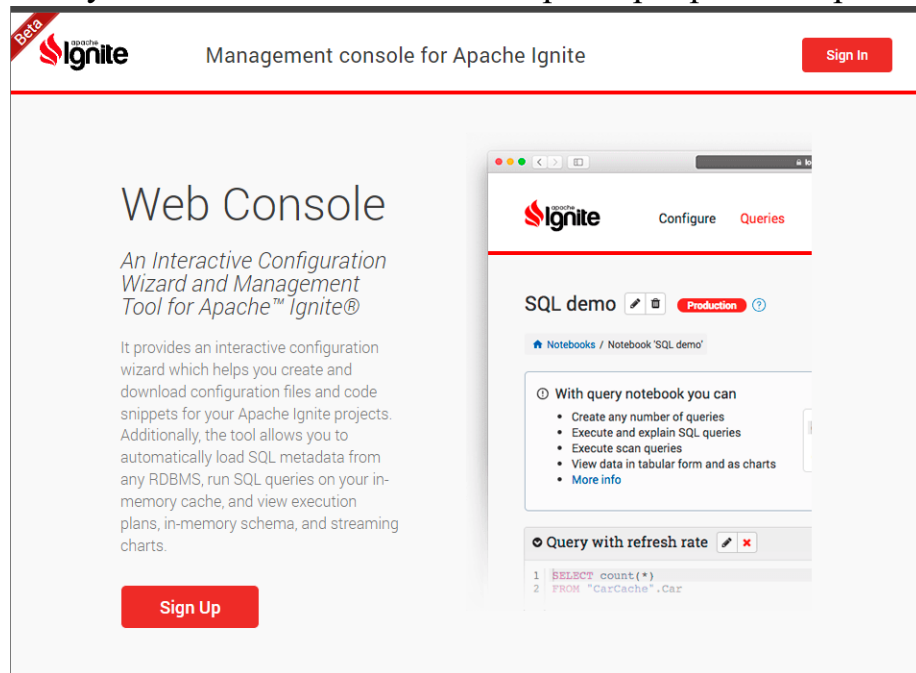 Beta
apache
Ignite
Management console for Apache Ignite
Sign In
Web Console
An Interactive Configuration
Wizard and Management
Tool for Apache™ Ignite®
It provides an interactive configuration
wizard which helps you create and
download configuration files and code
snippets for your Apache Ignite projects.
Additionally, the tool allows you to
automatically load SQL metadata from
any RDBMS, run SQL queries on your in-
memory cache, and view execution
plans, in-memory schema, and streaming
charts.
Sign Up
apache
Ignite
Configure Queries
SQL demo Production ?
Notebooks / Notebook 'SQL demo'
With query notebook you can
• Create any number of queries
• Execute and explain SQL queries
• Execute scan queries
• View data in tabular form and as charts
• More info
Query with refresh rate
1 SELECT count(*)
2 FROM "CarCache".Car